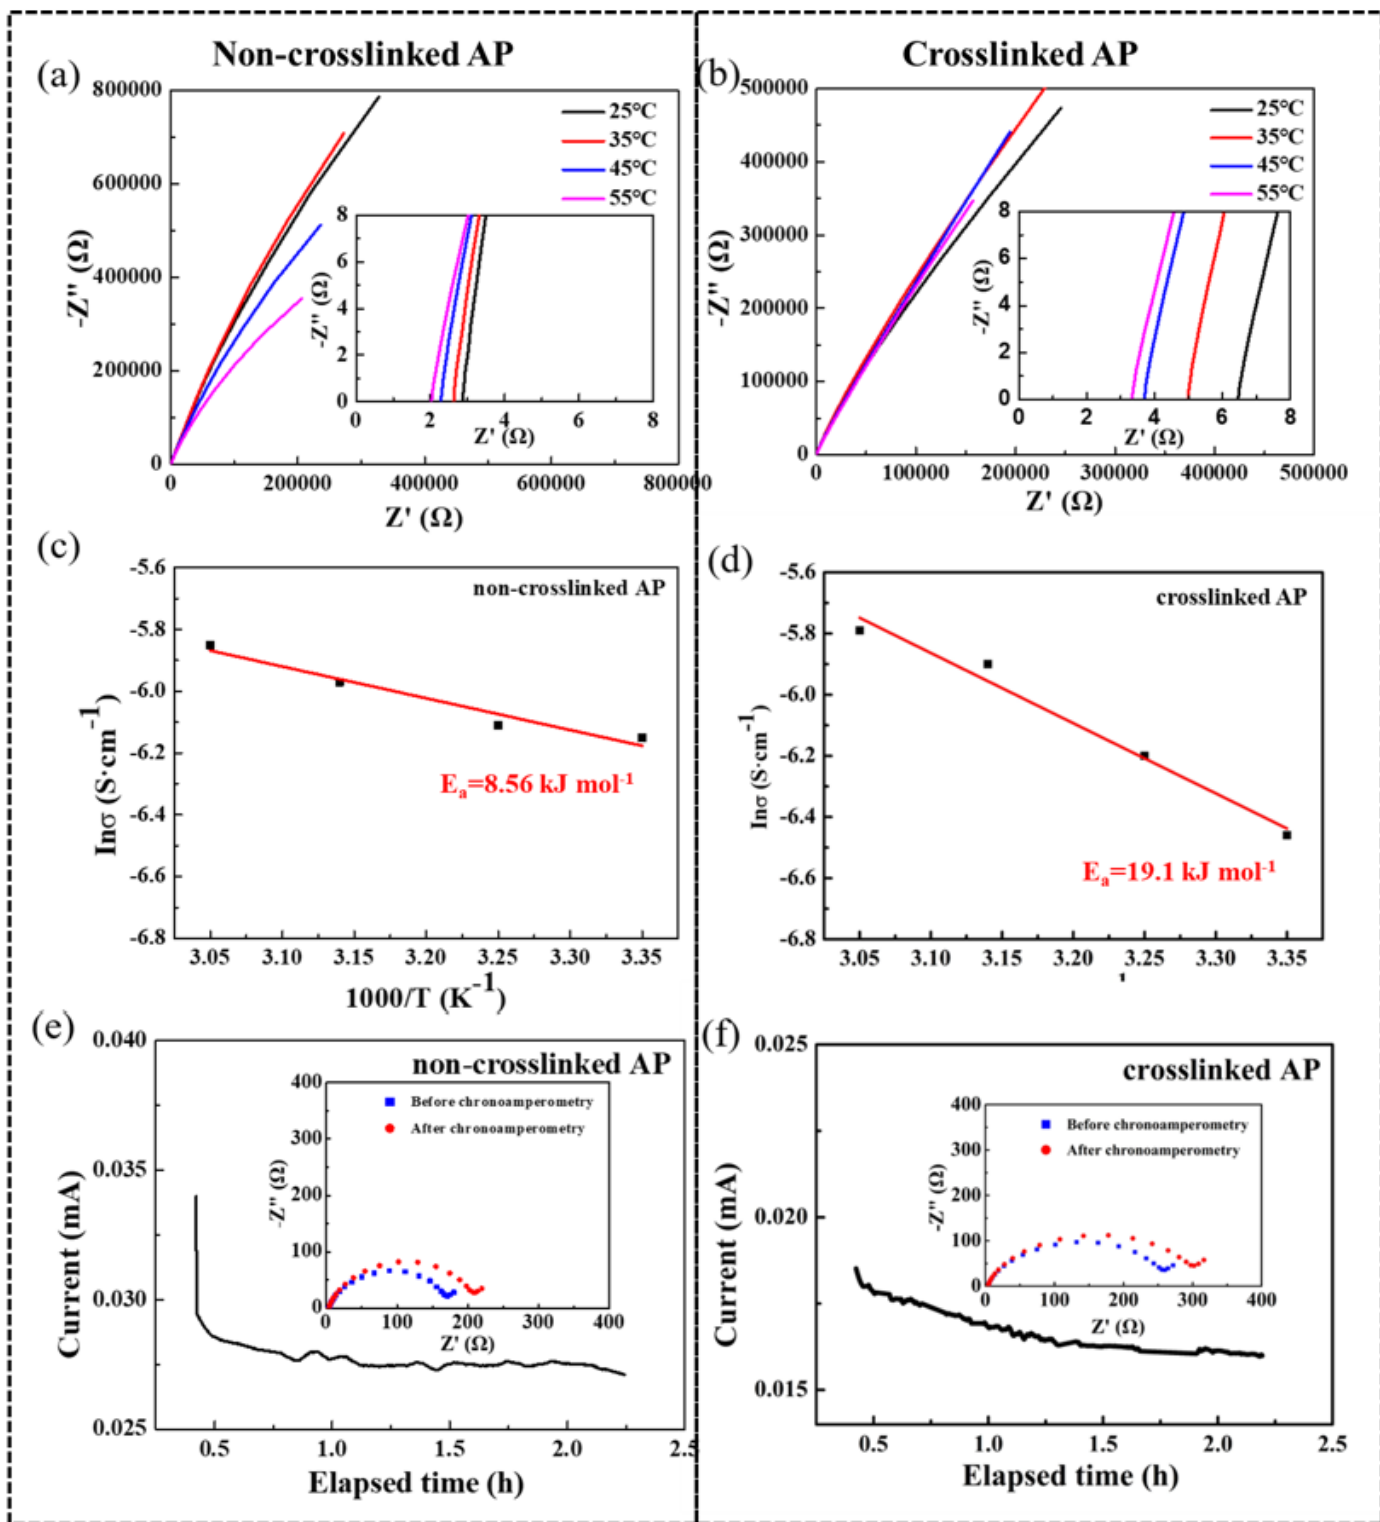 Non-crosslinked AP
Crosslinked AP
(a)
800000
600000
400000
200000
0
-Z" (Ω)
25°C
35°C
45°C
55°C
8
6
4
2
0
-Z" (Ω)
0 2 4 6 8
Z' (Ω)
0 200000 400000 600000 800000
Z' (Ω)
(b)
500000
400000
300000
200000
100000
0
-Z" (Ω)
25°C
35°C
45°C
55°C
8
6
4
2
0
-Z" (Ω)
0 2 4 6 8
Z' (Ω)
0 100000 200000 300000 400000 500000
Z' (Ω)
(c)
-5.6
-5.8
-6.0
-6.2
-6.4
-6.6
-6.8
Inσ (S·cm⁻¹)
non-crosslinked AP
Eₐ=8.56 kJ mol⁻¹
3.05 3.10 3.15 3.20 3.25 3.30 3.35
1000/T (K⁻¹)
(d)
-5.6
-5.8
-6.0
-6.2
-6.4
-6.6
-6.8
Inσ (S·cm⁻¹)
crosslinked AP
Eₐ=19.1 kJ mol⁻¹
3.05 3.10 3.15 3.20 3.25 3.30 3.35
(e)
0.040
0.035
0.030
0.025
Current (mA)
non-crosslinked AP
400
300
200
100
0
-Z" (Ω)
Before chronoamperometry
After chronoamperometry
0 100 200 300 400
Z' (Ω)
0.5 1.0 1.5 2.0 2.5
Elapsed time (h)
(f)
0.025
0.020
0.015
Current (mA)
crosslinked AP
400
300
200
100
0
-Z" (Ω)
Before chronoamperometry
After chronoamperometry
0 100 200 300 400
Z' (Ω)
0.5 1.0 1.5 2.0 2.5
Elapsed time (h)